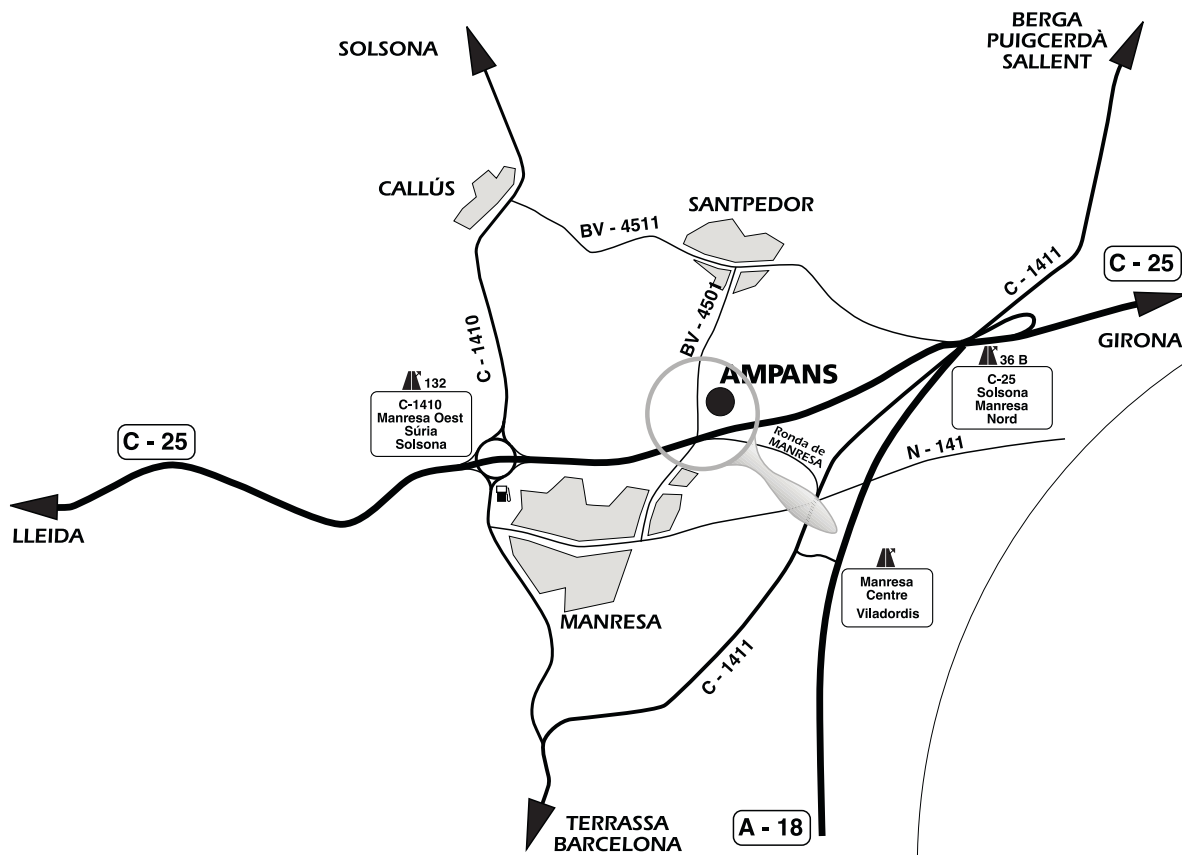 BERGA
PUIGCERDÀ
SALLENT
SOLSONA
CALLÚS
SANTPEDOR
BV - 4511
C - 1411
C - 25
BV - 4501
C - 1410
GIRONA
36 B
AMPANS
132
C-25
Solsona
Manresa
Nord
C-1410
Manresa Oest
Súria
Solsona
C - 25
Ronda de
MANRESA
N - 141
LLEIDA
Manresa
Centre
Viladordis
MANRESA
C - 1411
TERRASSA
BARCELONA
A - 18